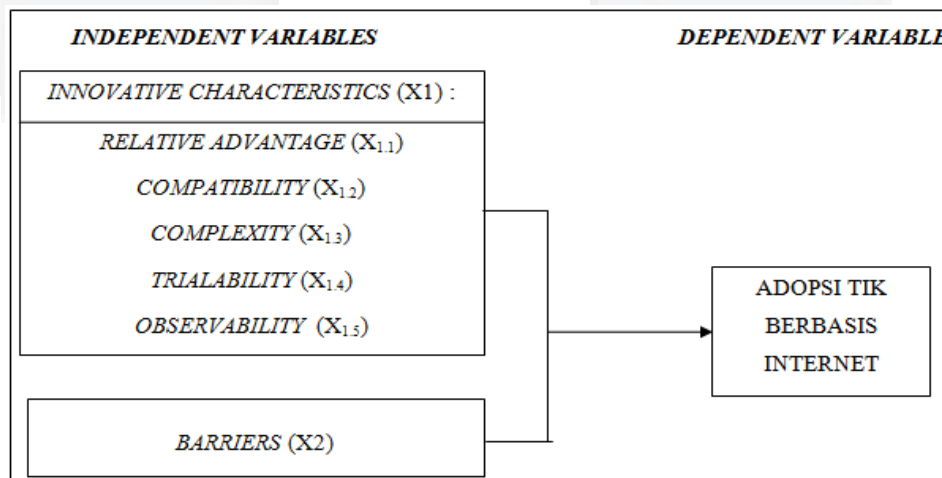 INDEPENDENT VARIABLES
DEPENDENT VARIABLE
INNOVATIVE CHARACTERISTICS (X1) :
RELATIVE ADVANTAGE (X1.1)
COMPATIBILITY (X1.2)
COMPLEXITY (X1.3)
TRIALABILITY (X1.4)
OBSERVABILITY (X1.5)
ADOPSI TIK
BERBASIS
INTERNET
BARRIERS (X2)